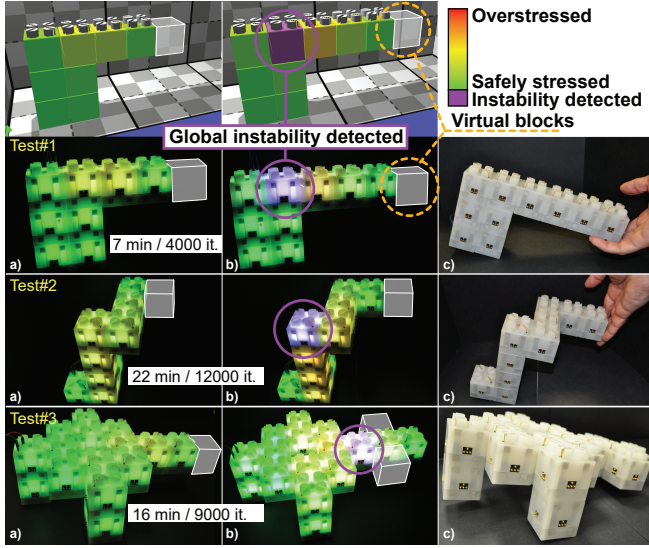 Overstressed
Safely stressed
Instability detected
Virtual blocks
Global instability detected
Test#1
7 min / 4000 it.
a)
b)
c)
Test#2
22 min / 12000 it.
a)
b)
c)
Test#3
16 min / 9000 it.
a)
b)
c)